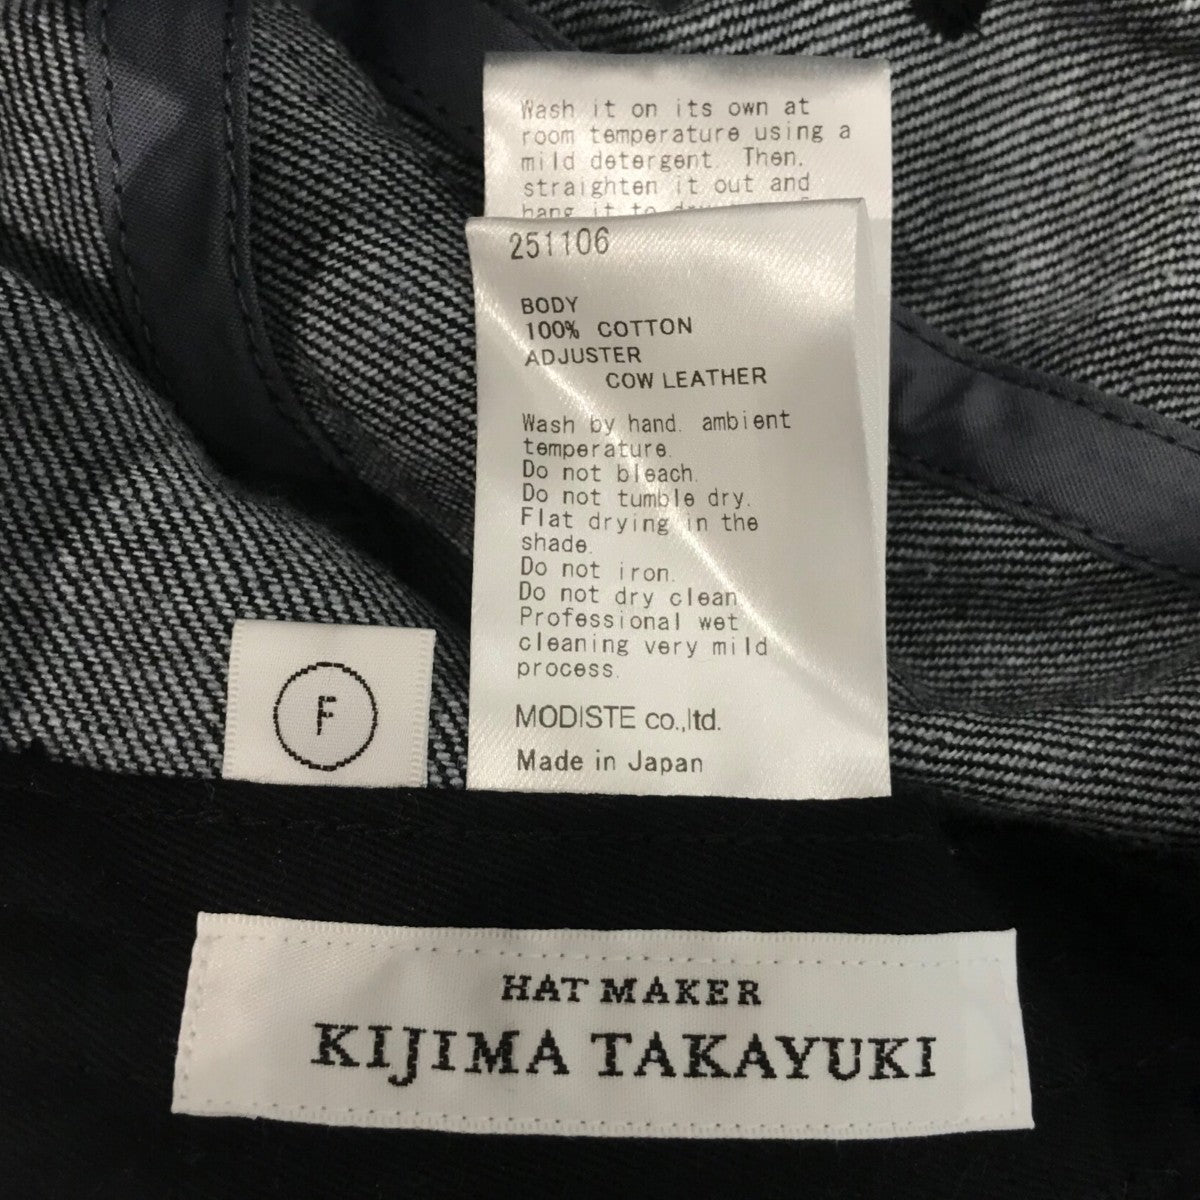 Wash it on its own at
room temperature using a
mild detergent. Then,
straighten it out and
hang it to
251106
BODY
100% COTTON
ADJUSTER
COW LEATHER
Wash by hand. ambient
temperature.
Do not bleach.
Do not tumble dry.
Flat drying in the
shade.
Do not iron.
Do not dry clean.
Professional wet
cleaning very mild
process.
MODISTE co.,ltd.
Made in Japan
F
HAT MAKER
KIJIMA TAKAYUKI